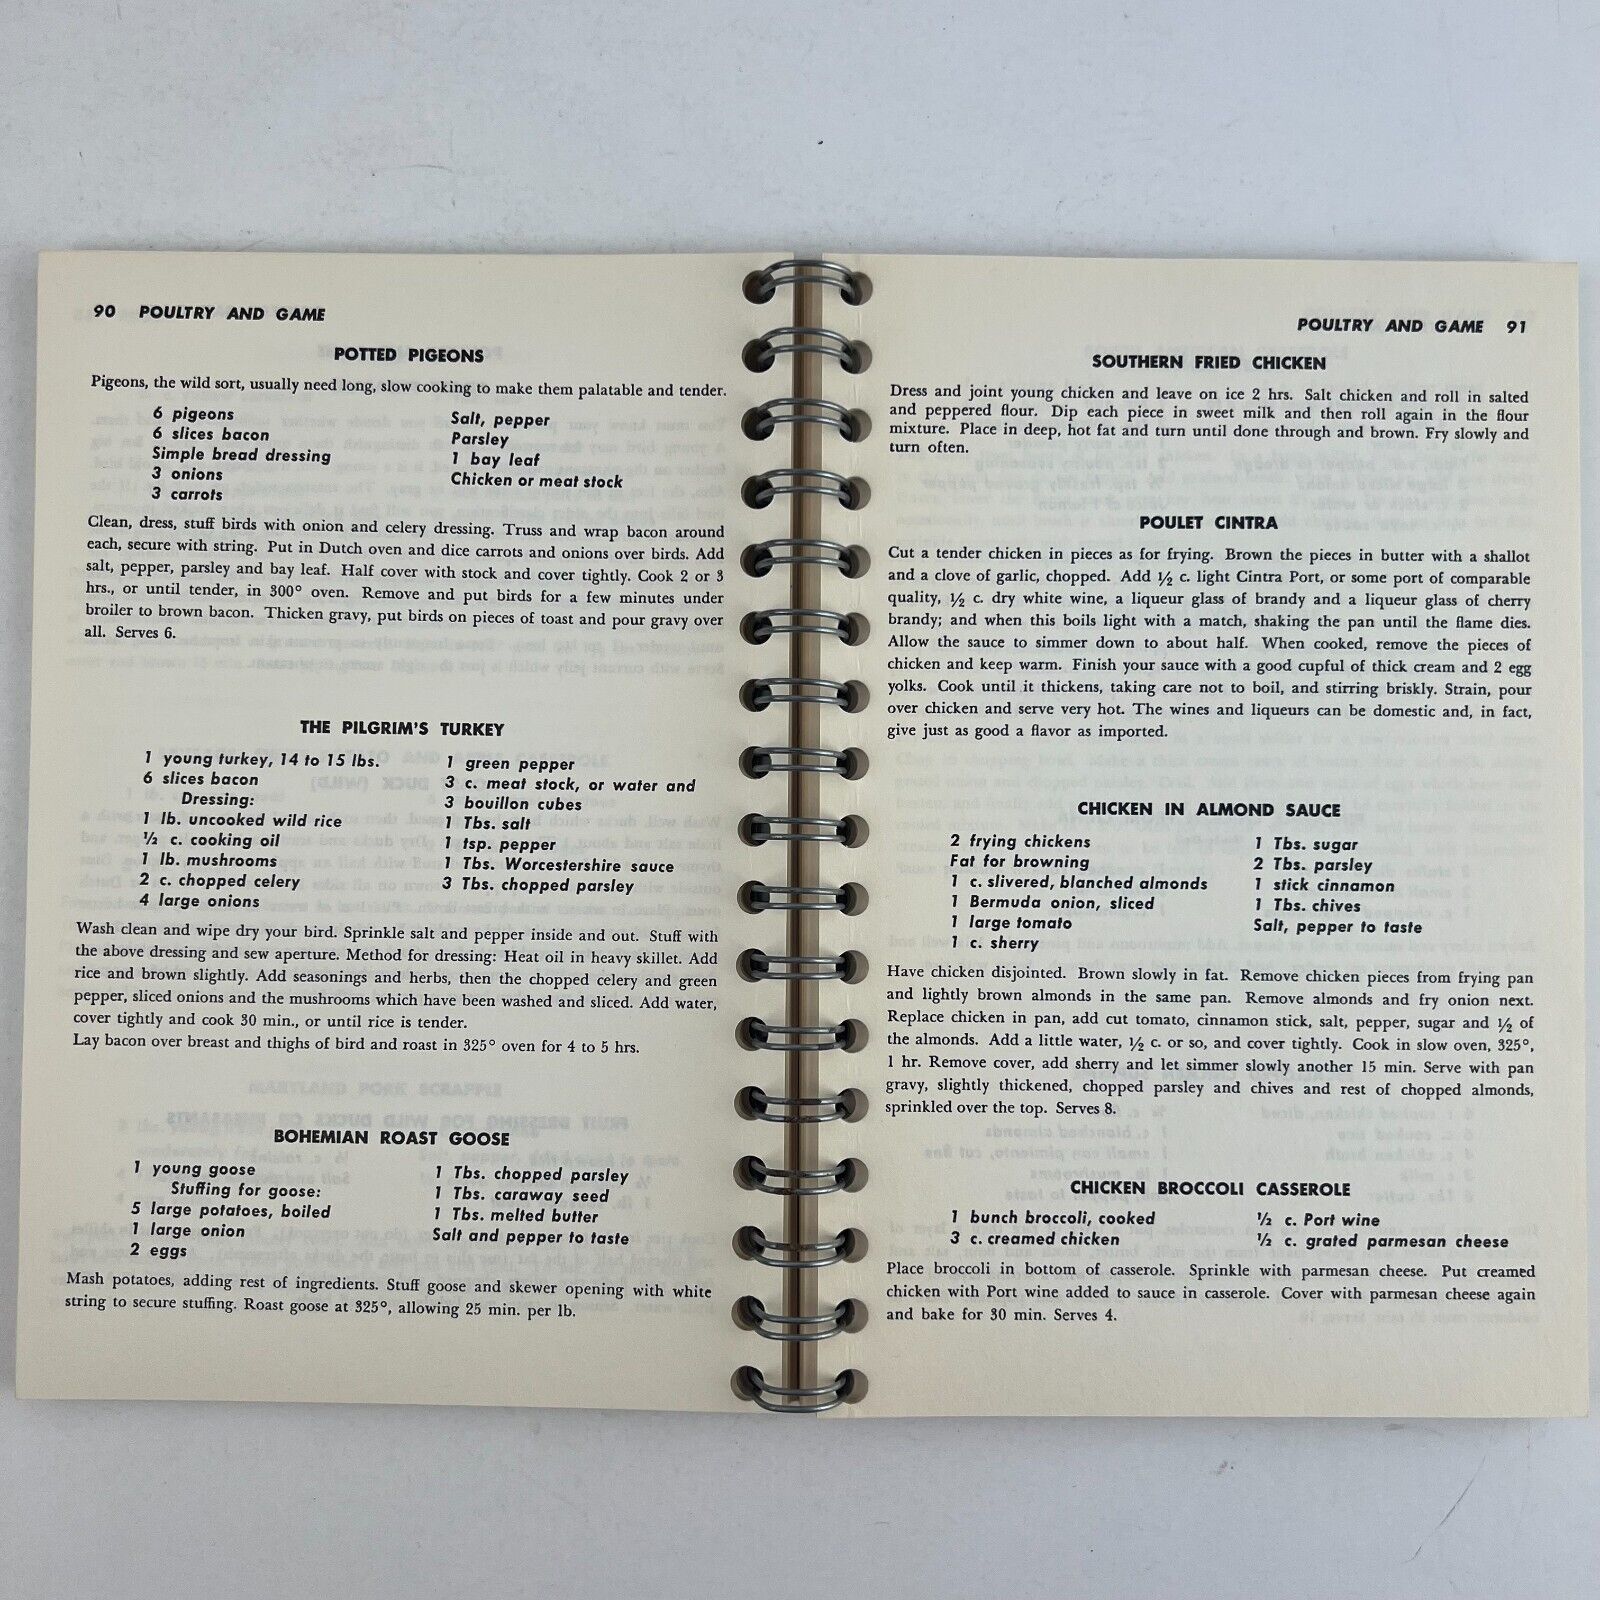 90 POULTRY AND GAME
POTTED PIGEONS
Pigeons, the wild sort, usually need long, slow cooking to make them palatable and tender.
6 pigeons
6 slices bacon
Simple bread dressing
3 onions
3 carrots
Salt, pepper
Parsley
1 bay leaf
Chicken or meat stock
Clean, dress, stuff birds with onion and celery dressing. Truss and wrap bacon around
each, secure with string. Put in Dutch oven and dice carrots and onions over birds. Add
salt, pepper, parsley and bay leaf. Half cover with stock and cover tightly. Cook 2 or 3
hrs., or until tender, in 300° oven. Remove and put birds for a few minutes under
broiler to brown bacon. Thicken gravy, put birds on pieces of toast and pour gravy over
all. Serves 6.
THE PILGRIM'S TURKEY
1 young turkey, 14 to 15 lbs.
6 slices bacon
Dressing:
1 lb. uncooked wild rice
½ c. cooking oil
1 lb. mushrooms
2 c. chopped celery
4 large onions
1 green pepper
3 c. meat stock, or water and
3 bouillon cubes
1 Tbs. salt
1 tsp. pepper
1 Tbs. Worcestershire sauce
3 Tbs. chopped parsley
Wash clean and wipe dry your bird. Sprinkle salt and pepper inside and out. Stuff with
the above dressing and sew aperture. Method for dressing: Heat oil in heavy skillet. Add
rice and brown slightly. Add seasonings and herbs, then the chopped celery and green
pepper, sliced onions and the mushrooms which have been washed and sliced. Add water,
cover tightly and cook 30 min., or until rice is tender.
Lay bacon over breast and thighs of bird and roast in 325° oven for 4 to 5 hrs.
BOHEMIAN ROAST GOOSE
1 young goose
Stuffing for goose:
5 large potatoes, boiled
1 large onion
2 eggs
1 Tbs. chopped parsley
1 Tbs. caraway seed
1 Tbs. melted butter
Salt and pepper to taste
Mash potatoes, adding rest of ingredients. Stuff goose and skewer opening with white
string to secure stuffing. Roast goose at 325°, allowing 25 min. per lb.
POULTRY AND GAME 91
SOUTHERN FRIED CHICKEN
Dress and joint young chicken and leave on ice 2 hrs. Salt chicken and roll in salted
and peppered flour. Dip each piece in sweet milk and then roll again in the flour
mixture. Place in deep, hot fat and turn until done through and brown. Fry slowly and
turn often.
POULET CINTRA
Cut a tender chicken in pieces as for frying. Brown the pieces in butter with a shallot
and a clove of garlic, chopped. Add ½ c. light Cintra Port, or some port of comparable
quality, ½ c. dry white wine, a liqueur glass of brandy and a liqueur glass of cherry
brandy; and when this boils light with a match, shaking the pan until the flame dies.
Allow the sauce to simmer down to about half. When cooked, remove the pieces of
chicken and keep warm. Finish your sauce with a good cupful of thick cream and 2 egg
yolks. Cook until it thickens, taking care not to boil, and stirring briskly. Strain, pour
over chicken and serve very hot. The wines and liqueurs can be domestic and, in fact,
give just as good a flavor as imported.
CHICKEN IN ALMOND SAUCE
2 frying chickens
Fat for browning
1 c. slivered, blanched almonds
1 Bermuda onion, sliced
1 large tomato
1 c. sherry
1 Tbs. sugar
2 Tbs. parsley
1 stick cinnamon
1 Tbs. chives
Salt, pepper to taste
Have chicken disjointed. Brown slowly in fat. Remove chicken pieces from frying pan
and lightly brown almonds in the same pan. Remove almonds and fry onion next.
Replace chicken in pan, add cut tomato, cinnamon stick, salt, pepper, sugar and ½ of
the almonds. Add a little water, ½ c. or so, and cover tightly. Cook in slow oven, 325°,
1 hr. Remove cover, add sherry and let simmer slowly another 15 min. Serve with pan
gravy, slightly thickened, chopped parsley and chives and rest of chopped almonds,
sprinkled over the top. Serves 8.
CHICKEN BROCCOLI CASSEROLE
1 bunch broccoli, cooked
3 c. creamed chicken
½ c. Port wine
½ c. grated parmesan cheese
Place broccoli in bottom of casserole. Sprinkle with parmesan cheese. Put creamed
chicken with Port wine added to sauce in casserole. Cover with parmesan cheese again
and bake for 30 min. Serves 4.